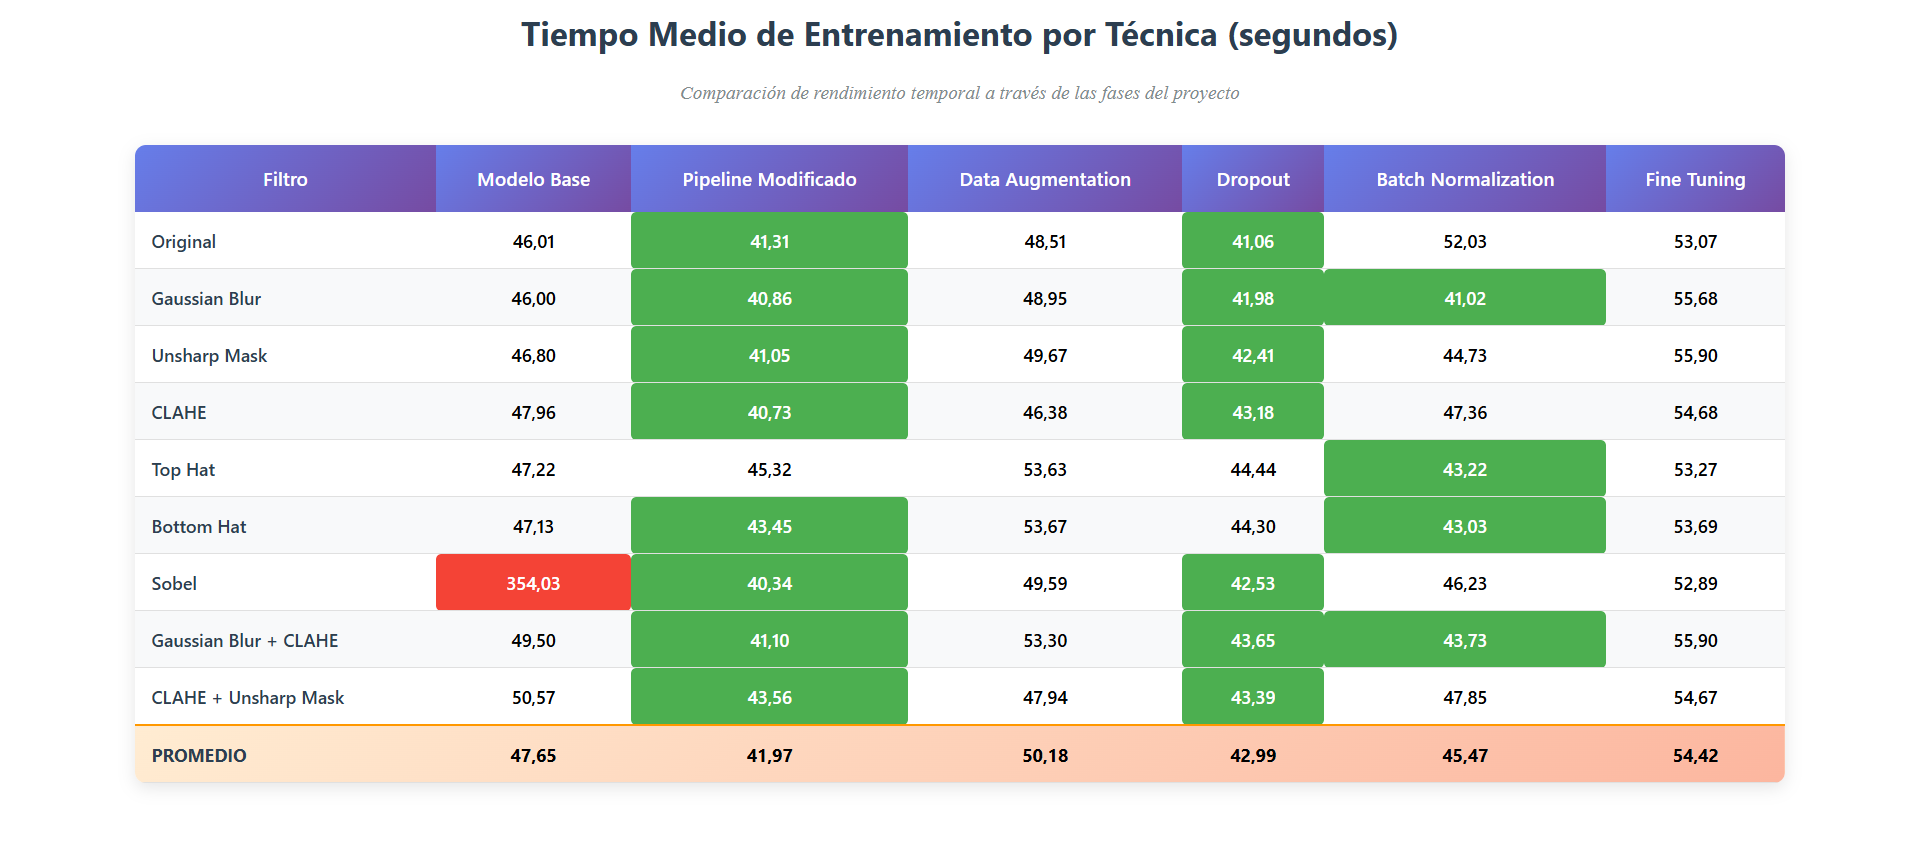 Tiempo Medio de Entrenamiento por Técnica (segundos)
Comparación de rendimiento temporal a través de las fases del proyecto
Filtro Modelo Base Pipeline Modificado Data Augmentation Dropout Batch Normalization Fine Tuning
Original 46,01 41,31 48,51 41,06 52,03 53,07
Gaussian Blur 46,00 40,86 48,95 41,98 41,02 55,68
Unsharp Mask 46,80 41,05 49,67 42,41 44,73 55,90
CLAHE 47,96 40,73 46,38 43,18 47,36 54,68
Top Hat 47,22 45,32 53,63 44,44 43,22 53,27
Bottom Hat 47,13 43,45 53,67 44,30 43,03 53,69
Sobel 354,03 40,34 49,59 42,53 46,23 52,89
Gaussian Blur + CLAHE 49,50 41,10 53,30 43,65 43,73 55,90
CLAHE + Unsharp Mask 50,57 43,56 47,94 43,39 47,85 54,67
PROMEDIO 47,65 41,97 50,18 42,99 45,47 54,42